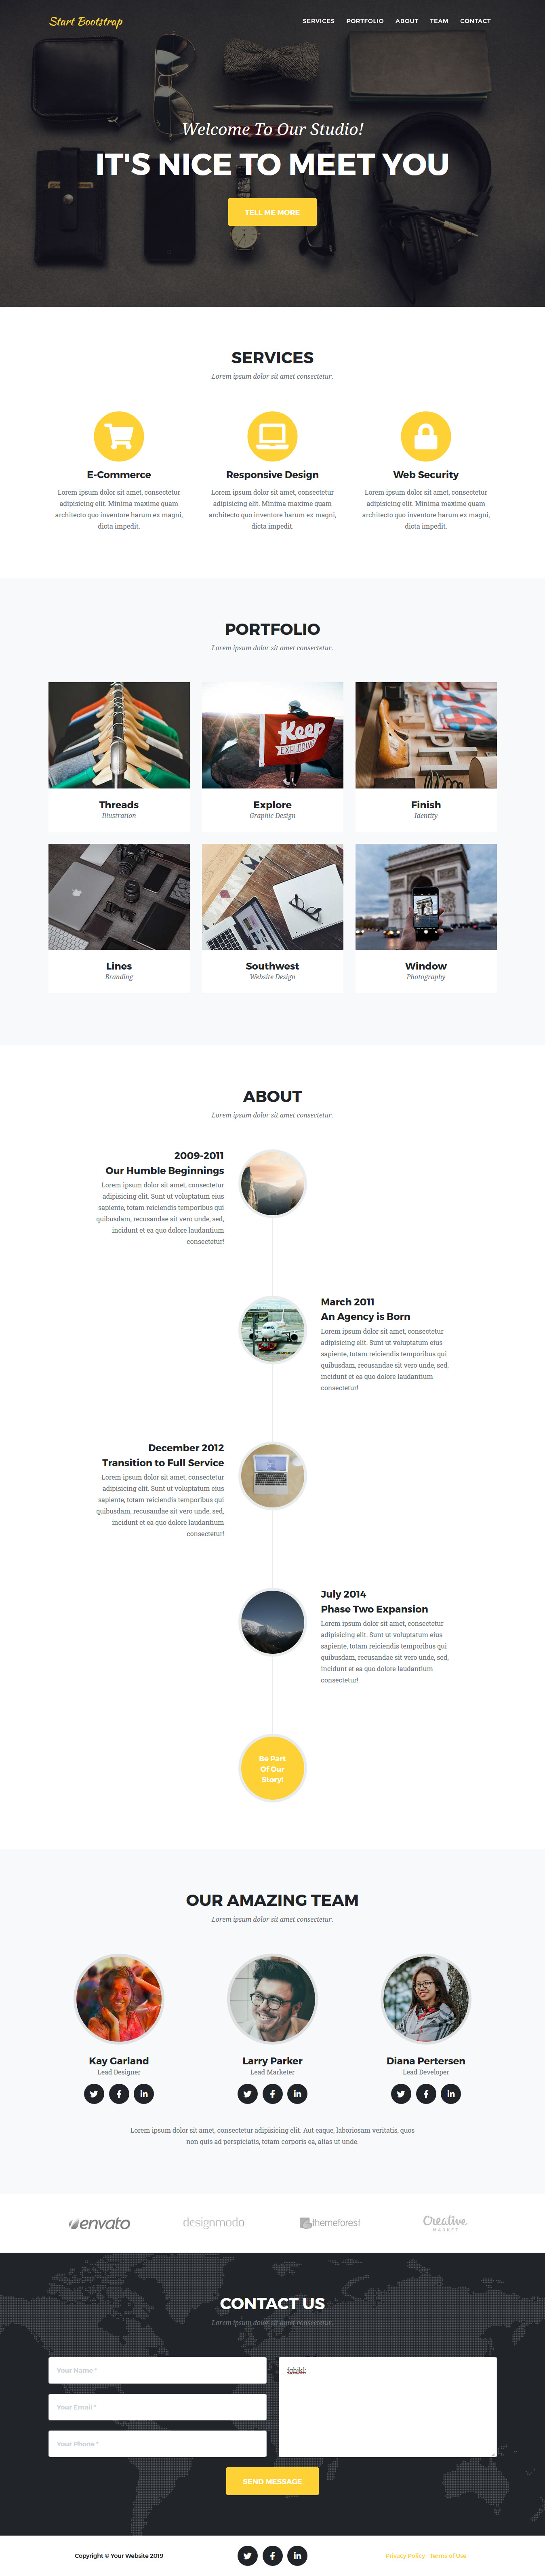 Start Bootstrap
SERVICES PORTFOLIO ABOUT TEAM CONTACT
Welcome To Our Studio!
IT'S NICE TO MEET YOU
TELL ME MORE
SERVICES
Lorem ipsum dolor sit amet consectetur.
E-Commerce
Lorem ipsum dolor sit amet, consectetur
adipisicing elit. Minima maxime quam
architecto quo inventore harum ex magni,
dicta impedit.
Responsive Design
Lorem ipsum dolor sit amet, consectetur
adipisicing elit. Minima maxime quam
architecto quo inventore harum ex magni,
dicta impedit.
Web Security
Lorem ipsum dolor sit amet, consectetur
adipisicing elit. Minima maxime quam
architecto quo inventore harum ex magni,
dicta impedit.
PORTFOLIO
Lorem ipsum dolor sit amet consectetur.
Threads
Illustration
Keep
EXPLORING
Explore
Graphic Design
Finish
Identity
Lines
Branding
Southwest
Website Design
Window
Photography
ABOUT
Lorem ipsum dolor sit amet consectetur.
2009-2011
Our Humble Beginnings
Lorem ipsum dolor sit amet, consectetur
adipisicing elit. Sunt ut voluptatum eius
sapiente, totam reiciendis temporibus qui
quibusdam, recusandae sit vero unde, sed,
incidunt et ea quo dolore laudantium
consectetur!
March 2011
An Agency is Born
Lorem ipsum dolor sit amet, consectetur
adipisicing elit. Sunt ut voluptatum eius
sapiente, totam reiciendis temporibus qui
quibusdam, recusandae sit vero unde, sed,
incidunt et ea quo dolore laudantium
consectetur!
December 2012
Transition to Full Service
Lorem ipsum dolor sit amet, consectetur
adipisicing elit. Sunt ut voluptatum eius
sapiente, totam reiciendis temporibus qui
quibusdam, recusandae sit vero unde, sed,
incidunt et ea quo dolore laudantium
consectetur!
July 2014
Phase Two Expansion
Lorem ipsum dolor sit amet, consectetur
adipisicing elit. Sunt ut voluptatum eius
sapiente, totam reiciendis temporibus qui
quibusdam, recusandae sit vero unde, sed,
incidunt et ea quo dolore laudantium
consectetur!
Be Part
Of Our
Story!
OUR AMAZING TEAM
Lorem ipsum dolor sit amet consectetur.
Kay Garland
Lead Designer
Larry Parker
Lead Marketer
Diana Pertersen
Lead Developer
Lorem ipsum dolor sit amet, consectetur adipisicing elit. Aut eaque, laboriosam veritatis, quos
non quis ad perspiciatis, totam corporis ea, alias ut unde.
envato
designmodo
themeforest
Creative
MARKET
CONTACT US
Lorem ipsum dolor sit amet consectetur.
Your Name *
Your Email *
Your Phone *
fghjkl;
SEND MESSAGE
Copyright © Your Website 2019
Privacy Policy Terms of Use